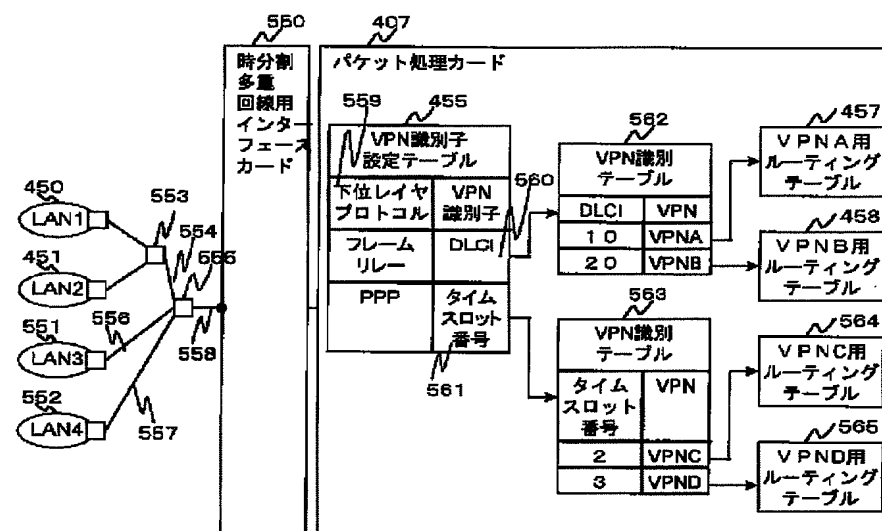 550
407
時分割
多重
回線用
インター
フェース
カード
パケット処理カード
559
455
VPN識別子
設定テーブル
下位レイヤ
プロトコル
VPN
識別子
フレーム
リレー
DLCI
PPP
タイム
スロット
番号
560
561
562
VPN識別
テーブル
DLCI
VPN
10
VPNA
20
VPNB
563
VPN識別
テーブル
タイム
スロット
番号
VPN
2
VPNC
3
VPND
457
VPNA用
ルーティング
テーブル
458
VPNB用
ルーティング
テーブル
564
VPNC用
ルーティング
テーブル
565
VPND用
ルーティング
テーブル
450
LAN1
451
LAN2
551
LAN3
552
LAN4
553
554
556
557
558